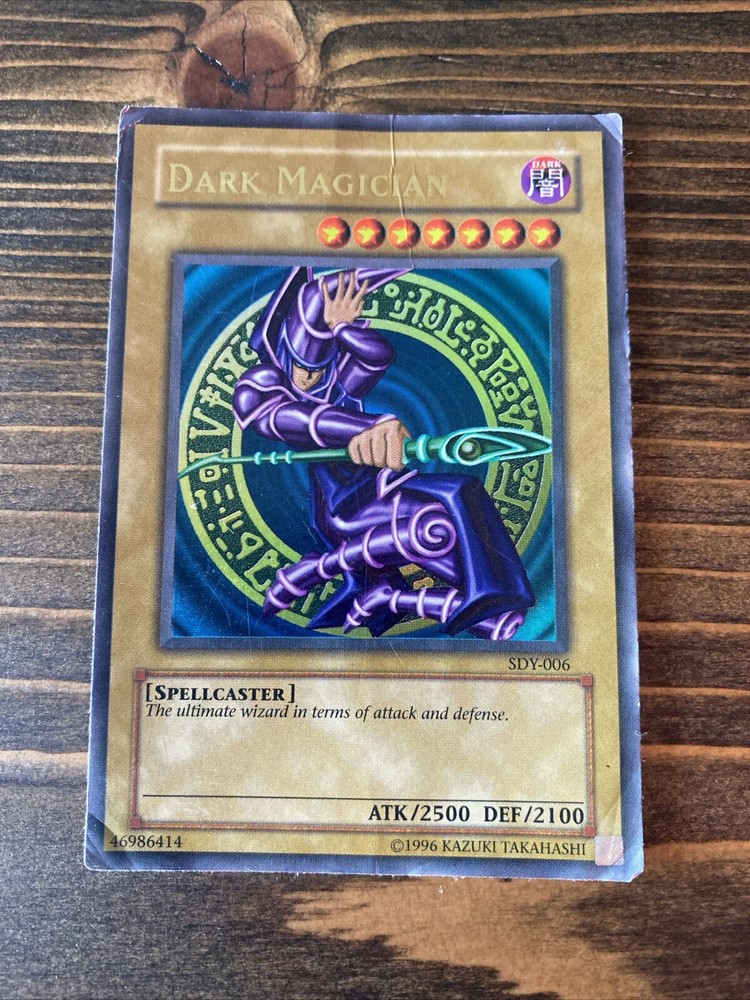 DARK MAGICIAN
DARK
闇
SDY-006
[SPELLCASTER]
The ultimate wizard in terms of attack and defense.
ATK/2500 DEF/2100
46986414
©1996 KAZUKI TAKAHASHI